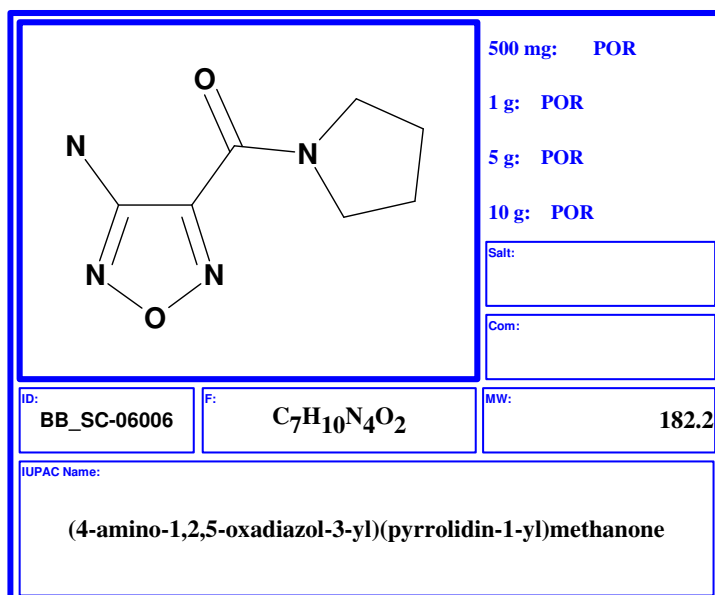 500 mg: POR
1 g: POR
5 g: POR
10 g: POR
O
N
N
N
N
O
Salt:
Com:
ID:
BB_SC-06006
F:
C7H10N4O2
MW:
182.2
IUPAC Name:
(4-amino-1,2,5-oxadiazol-3-yl)(pyrrolidin-1-yl)methanone